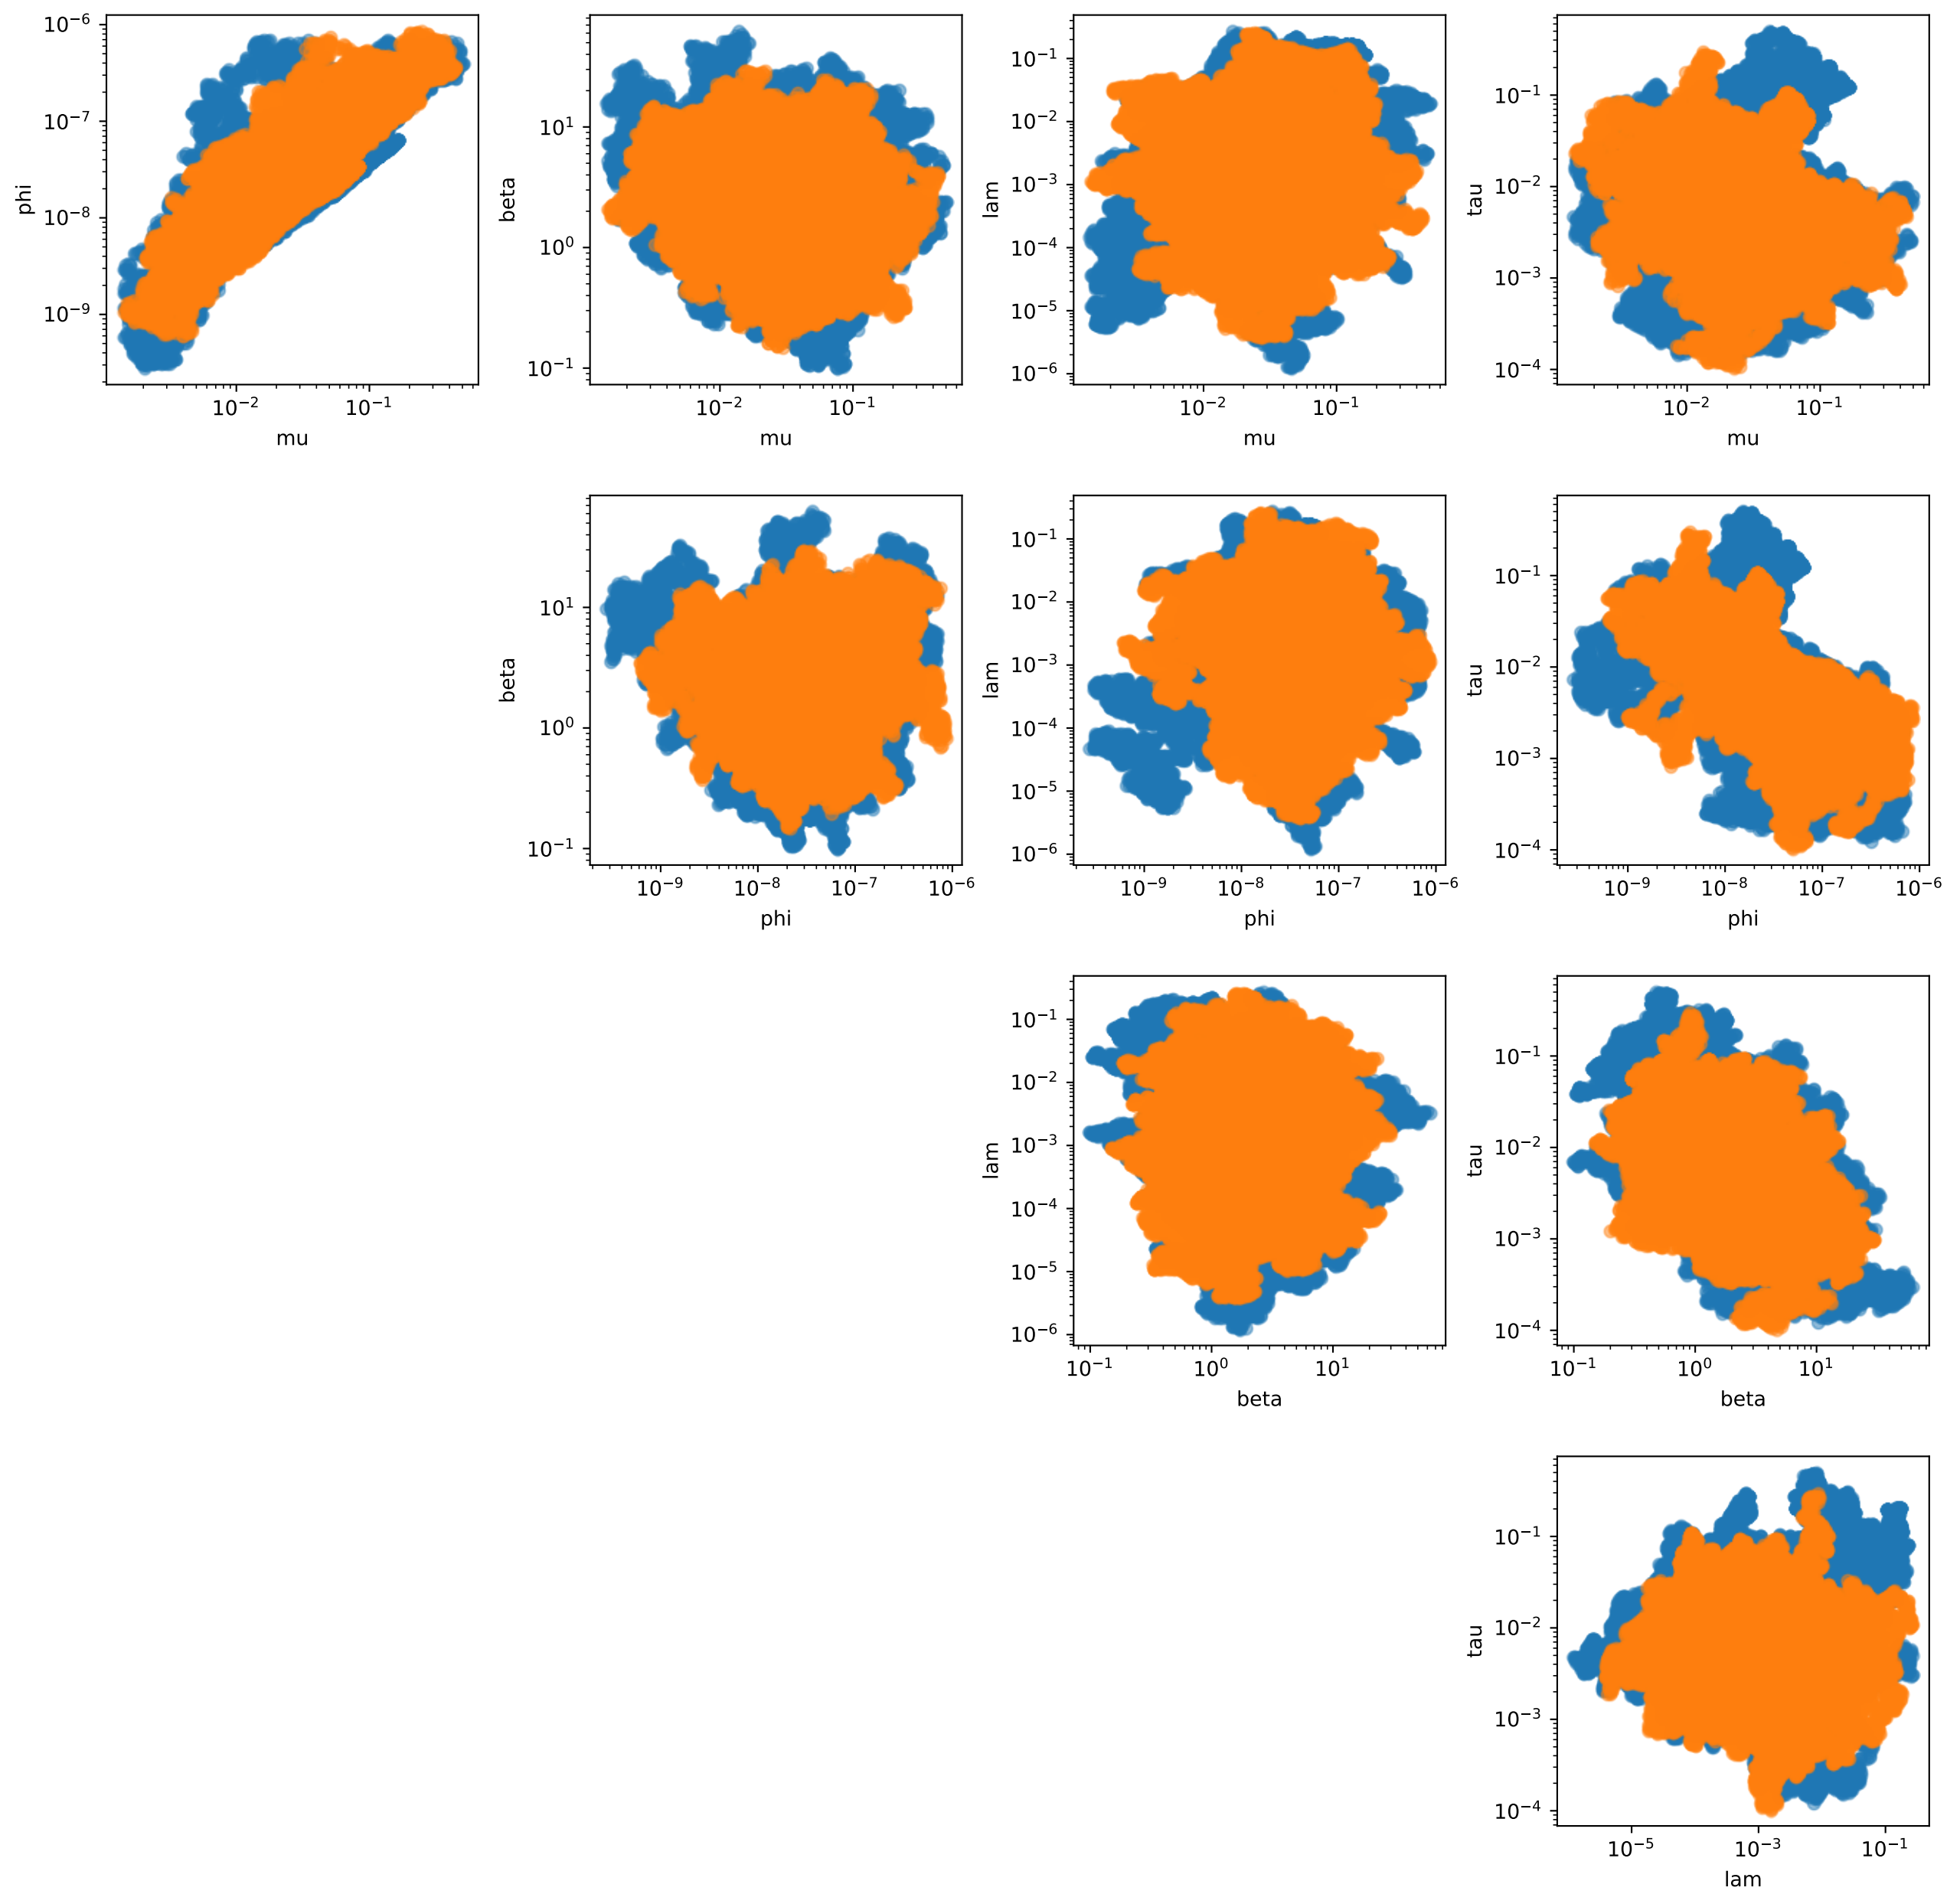 10⁻⁶
10⁻⁷
10⁻⁸
10⁻⁹
phi
10⁻² 10⁻¹
mu
10¹
10⁰
10⁻¹
beta
10⁻² 10⁻¹
mu
10⁻¹
10⁻²
10⁻³
10⁻⁴
10⁻⁵
10⁻⁶
lam
10⁻² 10⁻¹
mu
10⁻¹
10⁻²
10⁻³
10⁻⁴
tau
10⁻² 10⁻¹
mu
10¹
10⁰
10⁻¹
beta
10⁻⁹ 10⁻⁸ 10⁻⁷ 10⁻⁶
phi
10⁻¹
10⁻²
10⁻³
10⁻⁴
10⁻⁵
10⁻⁶
lam
10⁻⁹ 10⁻⁸ 10⁻⁷ 10⁻⁶
phi
10⁻¹
10⁻²
10⁻³
10⁻⁴
tau
10⁻⁹ 10⁻⁸ 10⁻⁷ 10⁻⁶
phi
10⁻¹
10⁻²
10⁻³
10⁻⁴
10⁻⁵
10⁻⁶
lam
10⁻¹ 10⁰ 10¹
beta
10⁻¹
10⁻²
10⁻³
10⁻⁴
tau
10⁻¹ 10⁰ 10¹
beta
10⁻¹
10⁻²
10⁻³
10⁻⁴
tau
10⁻⁵ 10⁻³ 10⁻¹
lam